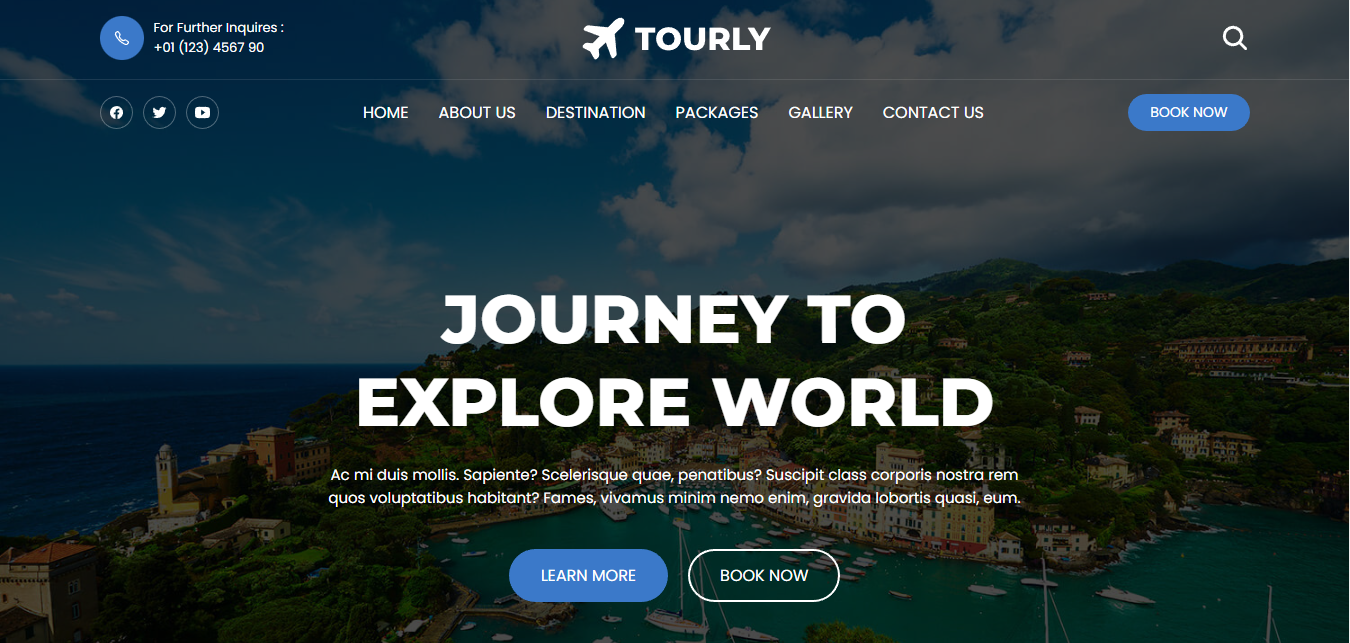 For Further Inquires :
+01 (123) 4567 90
TOURLY
HOME ABOUT US DESTINATION PACKAGES GALLERY CONTACT US
BOOK NOW
JOURNEY TO
EXPLORE WORLD
Ac mi duis mollis. Sapiente? Scelerisque quae, penatibus? Suscipit class corporis nostra rem
quos voluptatibus habitant? Fames, vivamus minim nemo enim, gravida lobortis quasi, eum.
LEARN MORE
BOOK NOW